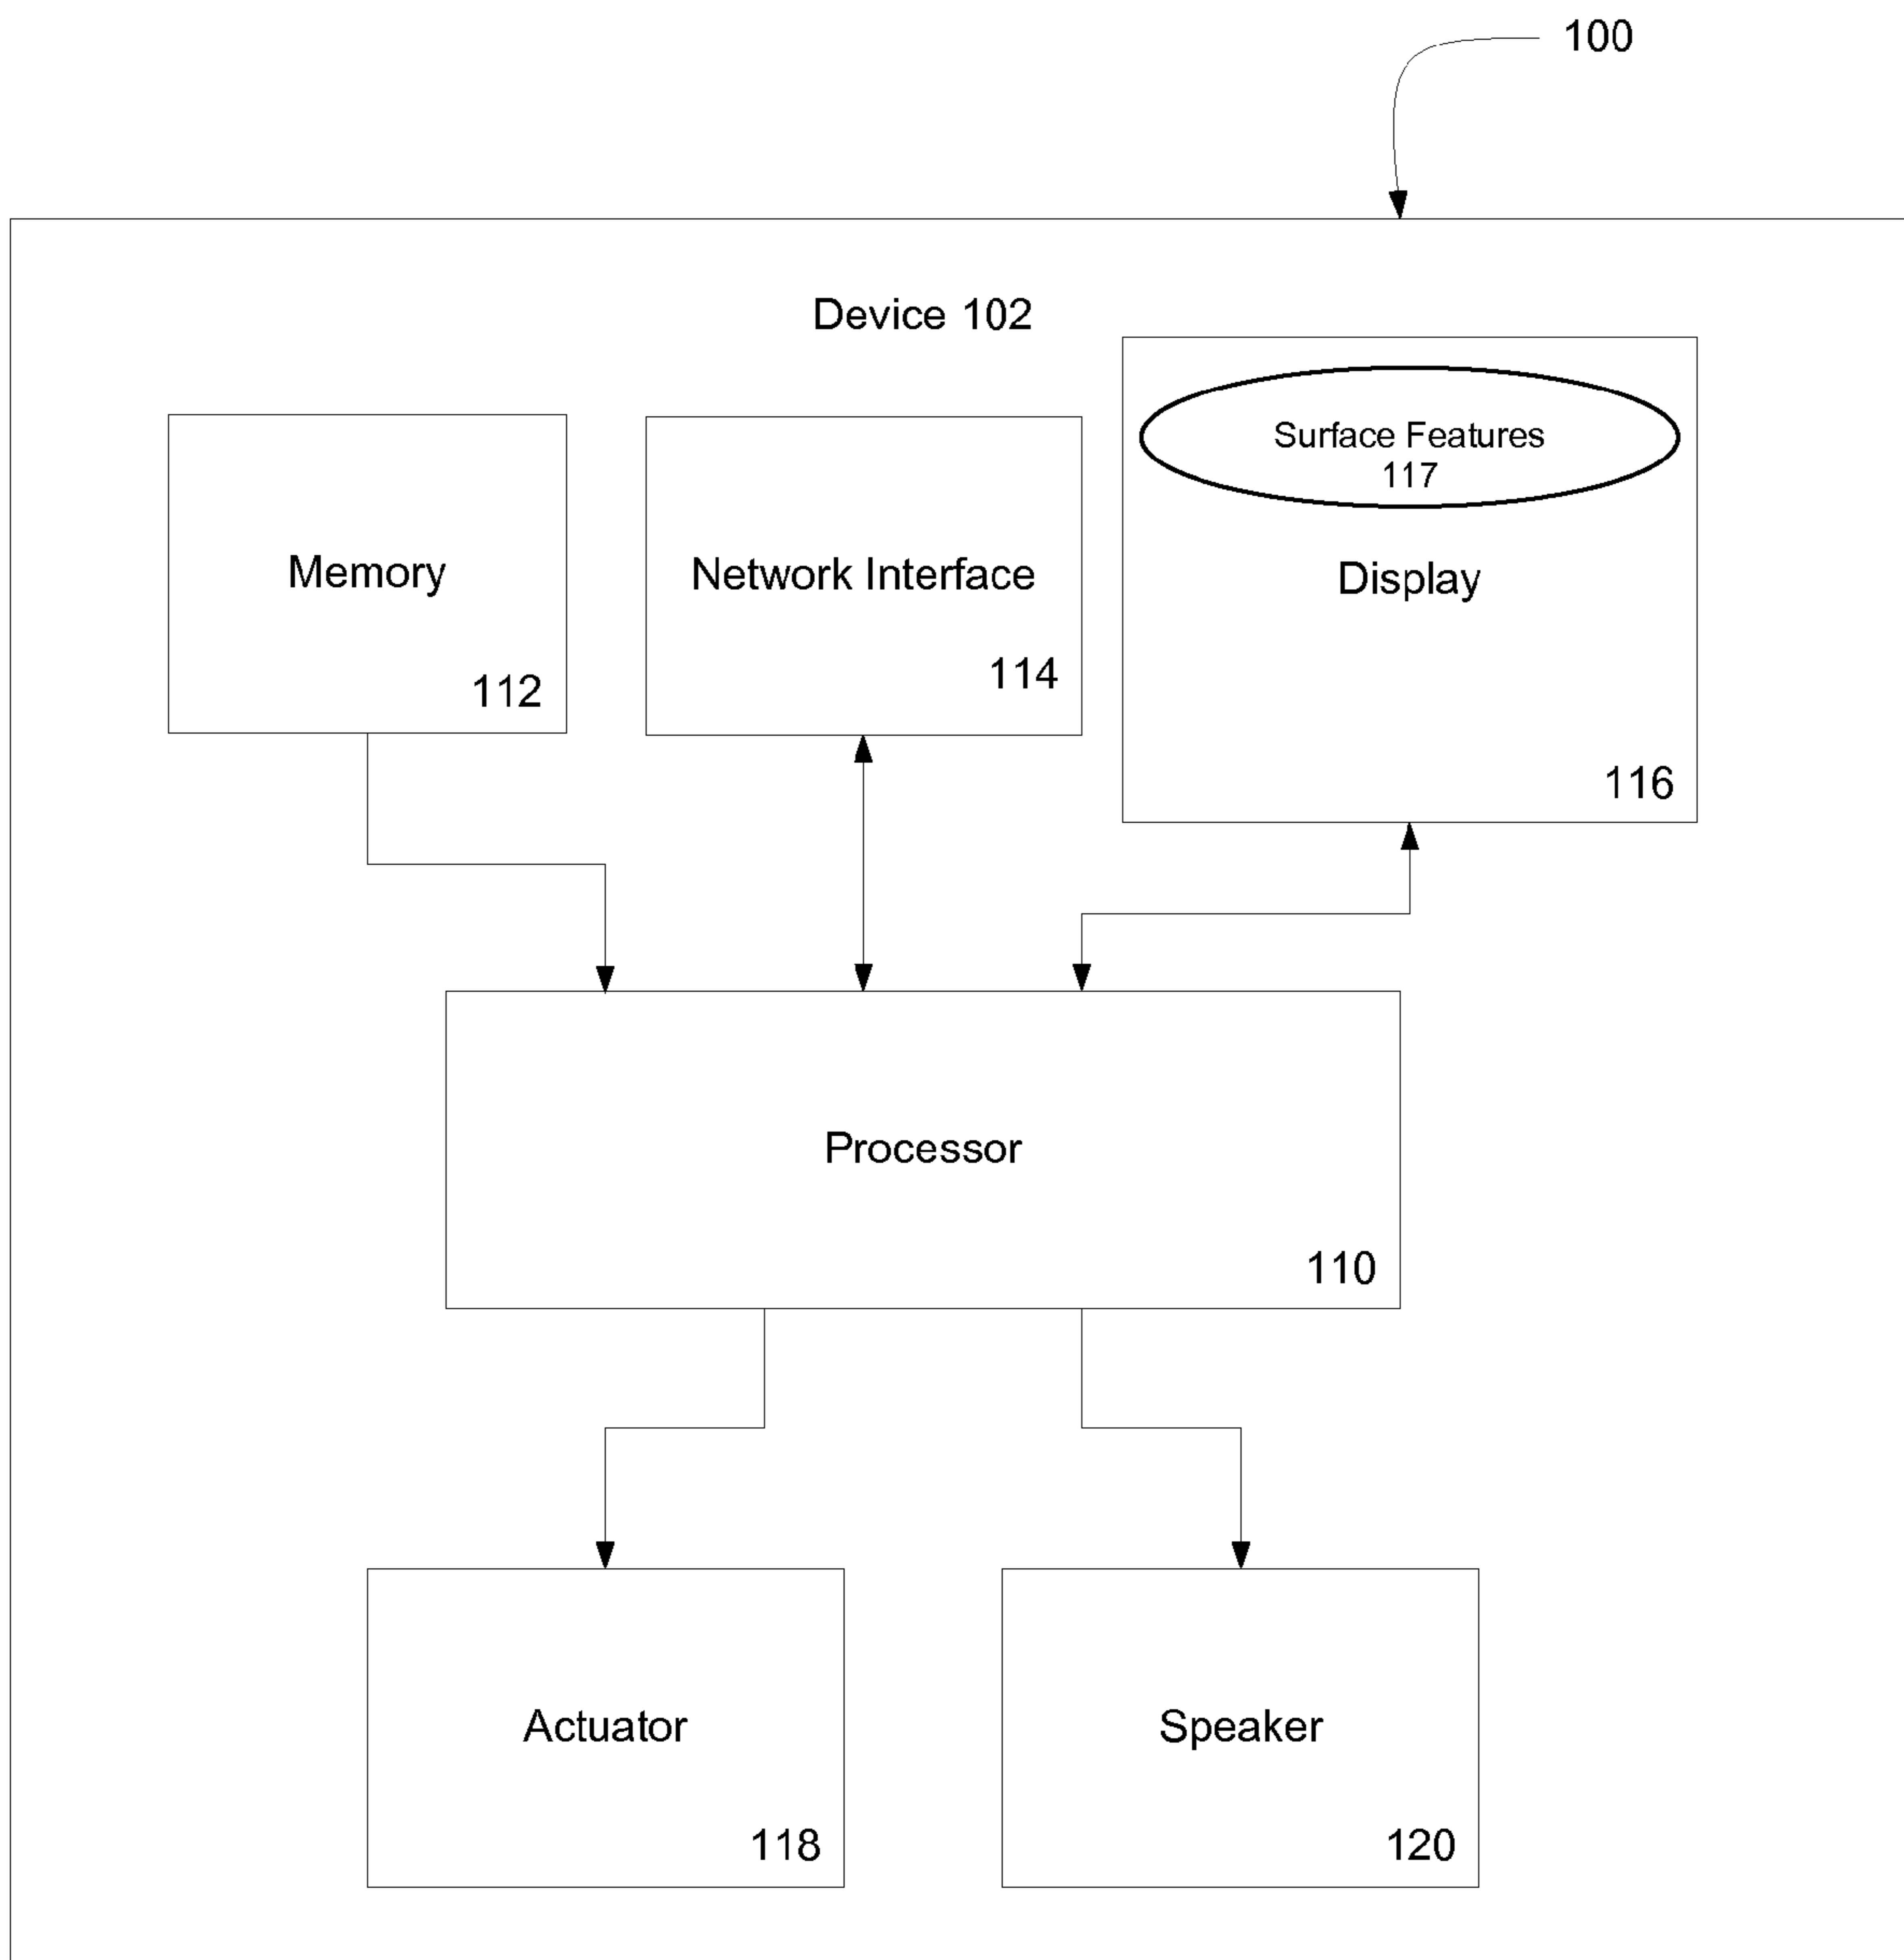 100
Device 102
Surface Features
117
Memory
Network Interface
Display
112
114
116
Processor
110
Actuator
Speaker
118
120